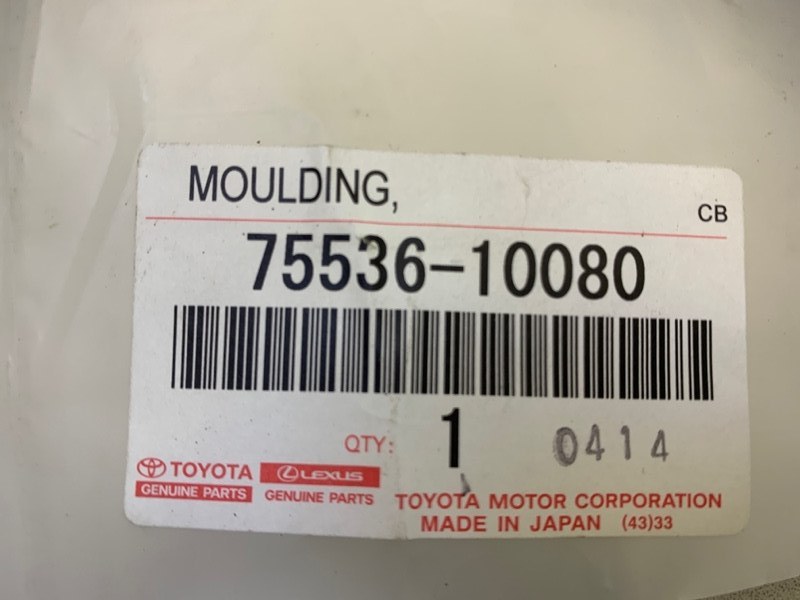 MOULDING,
CB
75536-10080
QTY: 1 0414
TOYOTA LEXUS
GENUINE PARTS GENUINE PARTS
TOYOTA MOTOR CORPORATION
MADE IN JAPAN (43)33